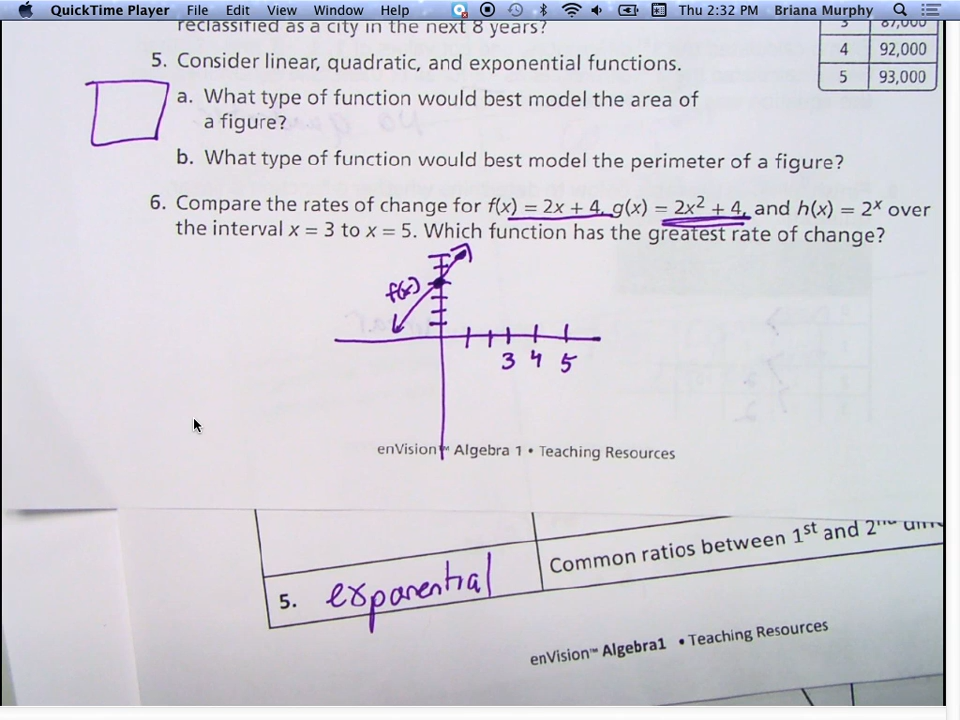 QuickTime Player File Edit View Window Help Thu 2:32 PM Briana Murphy
reclassified as a city in the next 8 years?
3 87,000
4 92,000
5 93,000
5. Consider linear, quadratic, and exponential functions.
a. What type of function would best model the area of
a figure?
b. What type of function would best model the perimeter of a figure?
6. Compare the rates of change for f(x) = 2x + 4, g(x) = 2x² + 4, and h(x) = 2ˣ over
the interval x = 3 to x = 5. Which function has the greatest rate of change?
f(x)
3 4 5
enVision™ Algebra 1 • Teaching Resources
Common ratios between 1st and 2nd
5. exponential
enVision™ Algebra1 • Teaching Resources